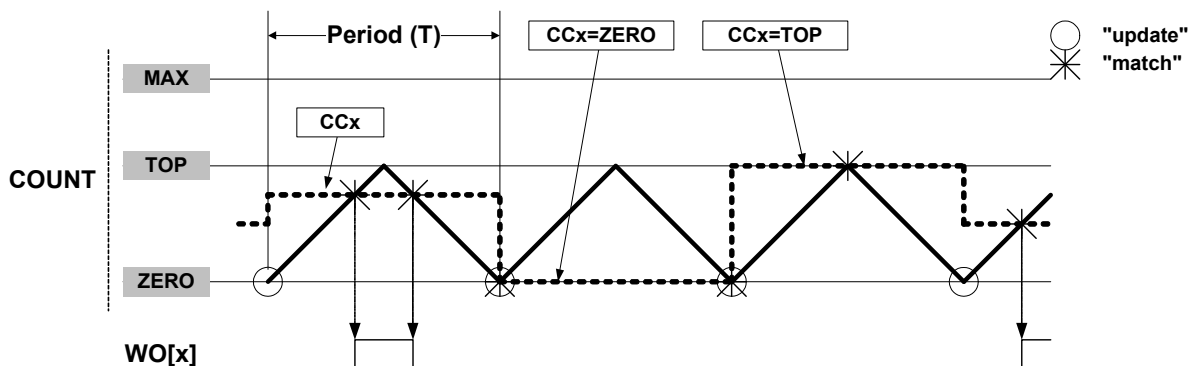 Period (T)
CCx=ZERO
CCx=TOP
"update"
"match"
MAX
CCx
TOP
COUNT
ZERO
WO[x]